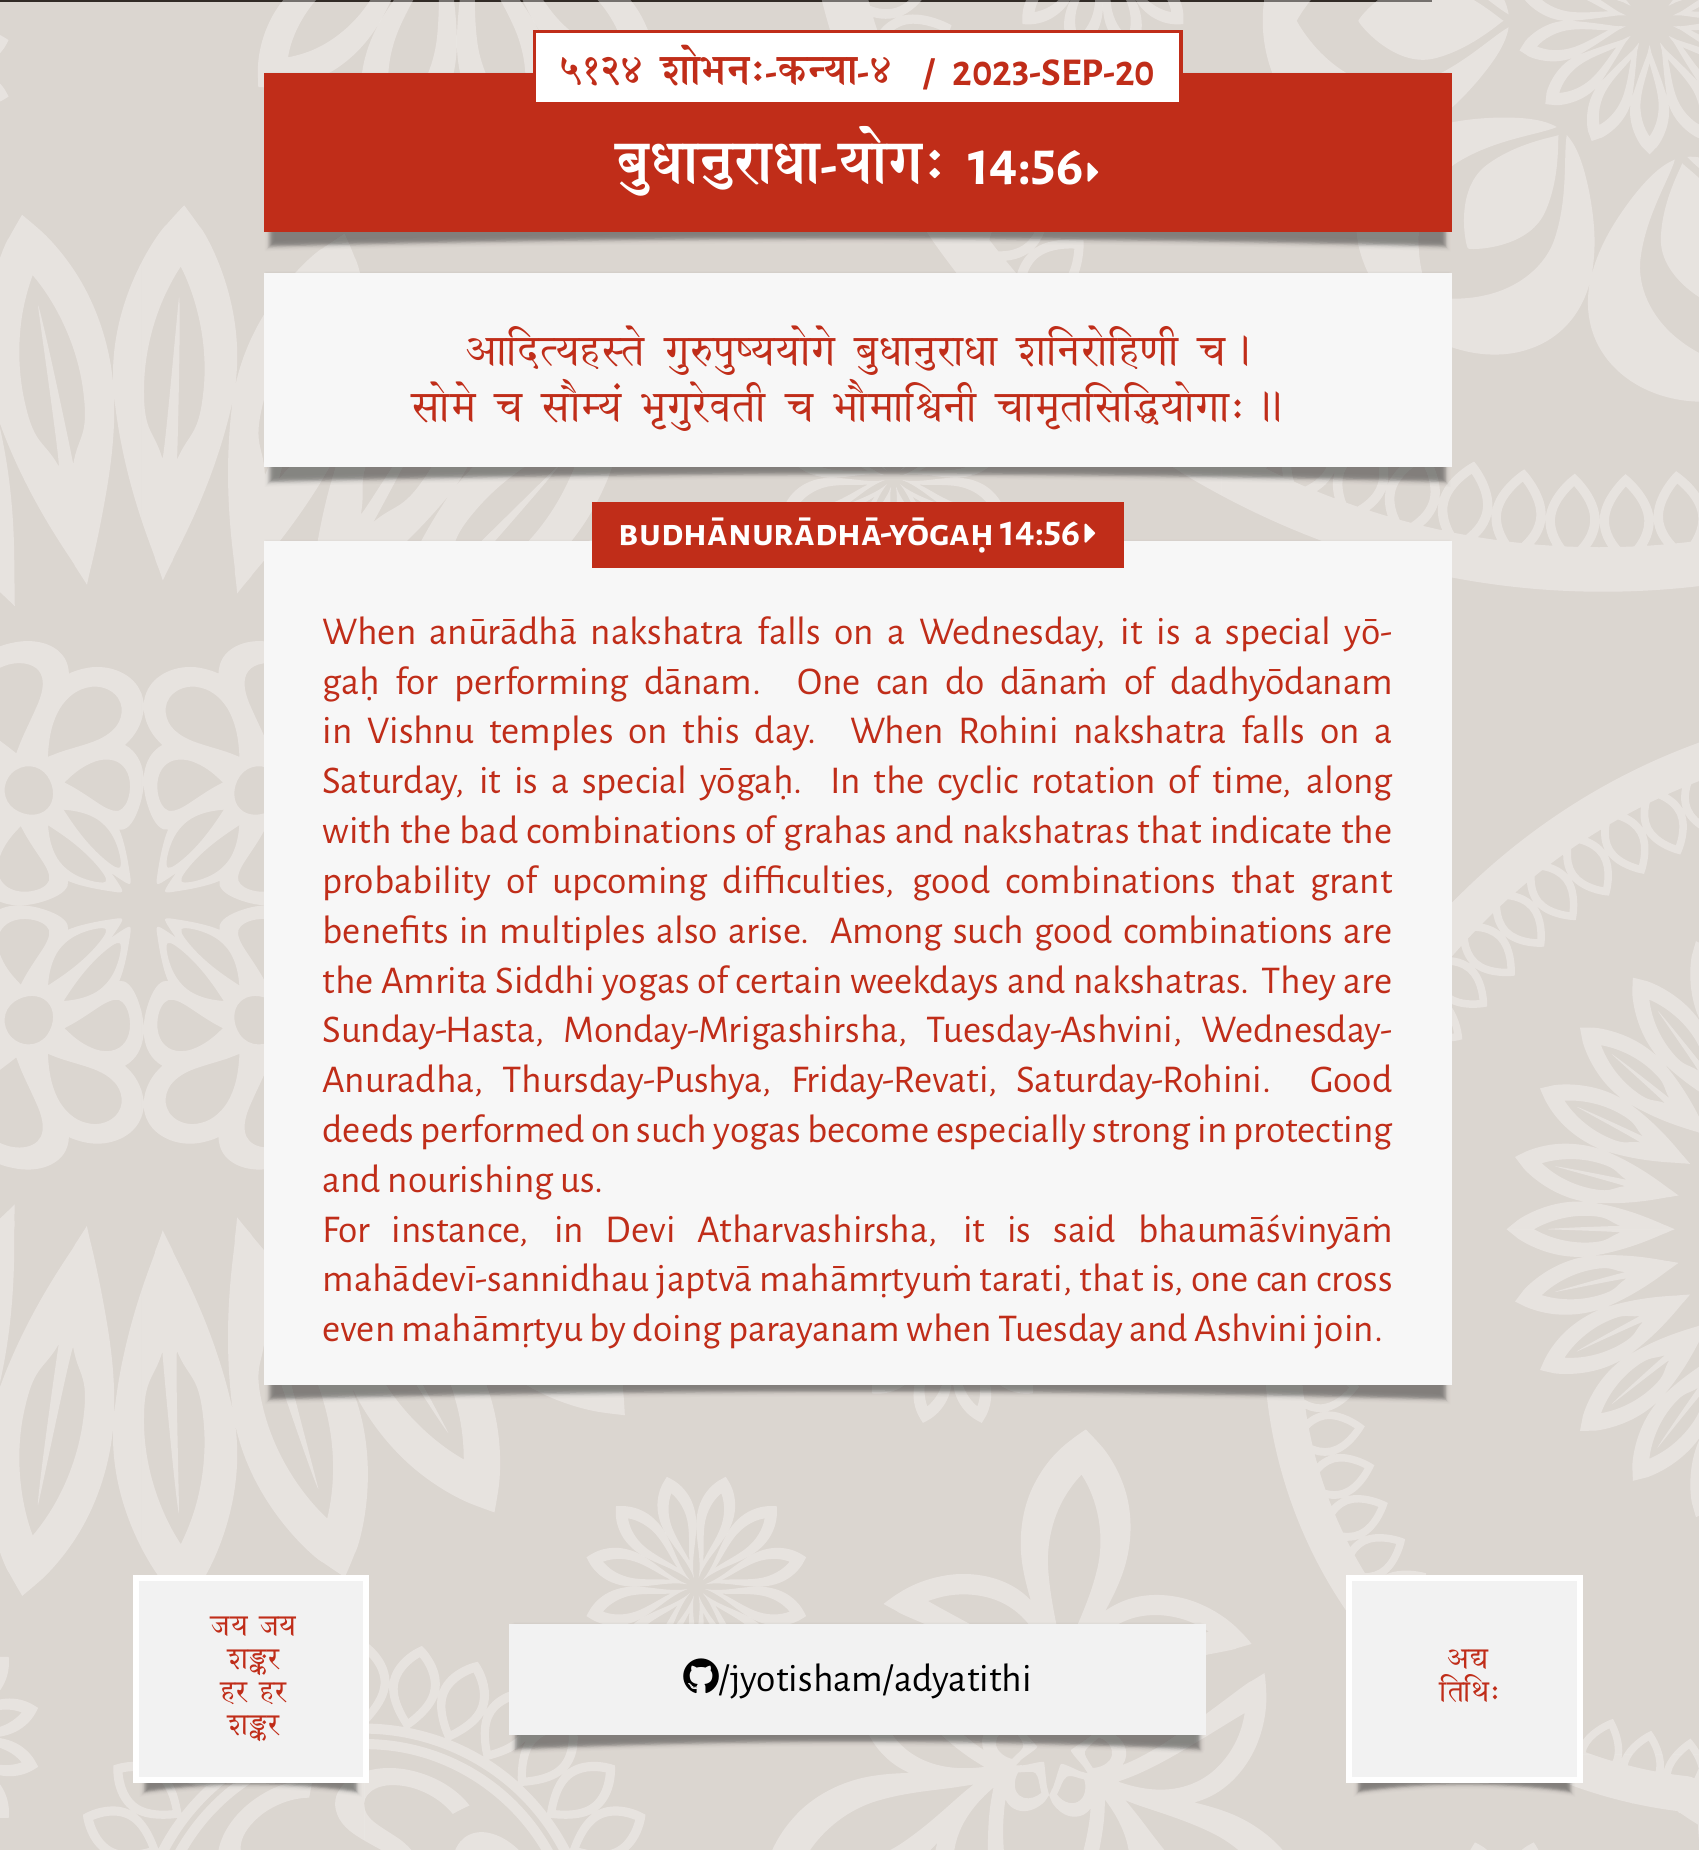 ५१२४ शोभनः-कन्या-४ / 2023-SEP-20
बुधानुराधा-योगः 14:56▸
आदित्यहस्ते गुरुपुष्ययोगे बुधानुराधा शनिरोहिणी च।
सोमे च सौम्यं भृगुरेवती च भौमाश्विनी चामृतसिद्धियोगाः॥
BUDHĀNURĀDHĀ-YŌGAḤ 14:56▸
When anūrādhā nakshatra falls on a Wednesday, it is a special yō-
gaḥ for performing dānam. One can do dānaṁ of dadhyōdanam
in Vishnu temples on this day. When Rohini nakshatra falls on a
Saturday, it is a special yōgaḥ. In the cyclic rotation of time, along
with the bad combinations of grahas and nakshatras that indicate the
probability of upcoming difficulties, good combinations that grant
benefits in multiples also arise. Among such good combinations are
the Amrita Siddhi yogas of certain weekdays and nakshatras. They are
Sunday-Hasta, Monday-Mrigashirsha, Tuesday-Ashvini, Wednesday-
Anuradha, Thursday-Pushya, Friday-Revati, Saturday-Rohini. Good
deeds performed on such yogas become especially strong in protecting
and nourishing us.
For instance, in Devi Atharvashirsha, it is said bhaumāśvinyāṁ
mahādevī-sannidhau japtvā mahāmṛtyuṁ tarati, that is, one can cross
even mahāmṛtyu by doing parayanam when Tuesday and Ashvini join.
जय जय
शङ्कर
हर हर
शङ्कर
/jyotisham/adyatithi
अद्य
तिथिः